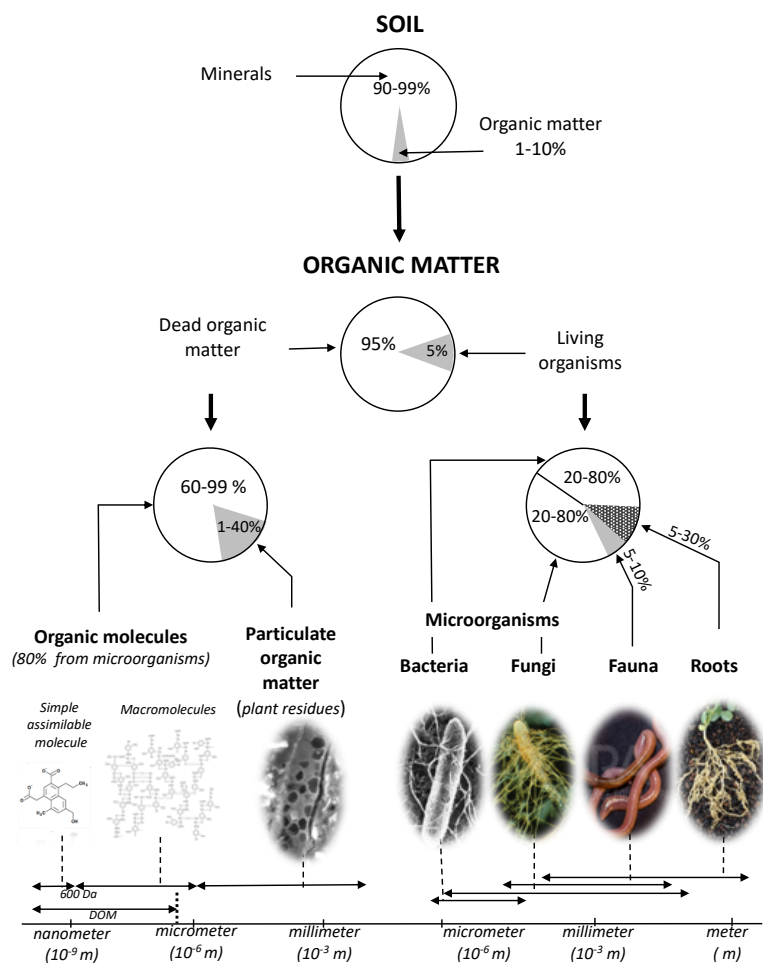 SOIL
Minerals
90-99%
Organic matter
1-10%
ORGANIC MATTER
Dead organic
matter
95%
5%
Living
organisms
60-99 %
1-40%
20-80%
20-80%
5-10%
5-30%
Organic molecules
(80% from microorganisms)
Particulate
organic
matter
(plant residues)
Microorganisms
Bacteria
Fungi
Fauna
Roots
Simple
assimilable
molecule
Macromolecules
600 Da
DOM
nanometer
(10⁻⁹ m)
micrometer
(10⁻⁶ m)
millimeter
(10⁻³ m)
micrometer
(10⁻⁶ m)
millimeter
(10⁻³ m)
meter
( m)